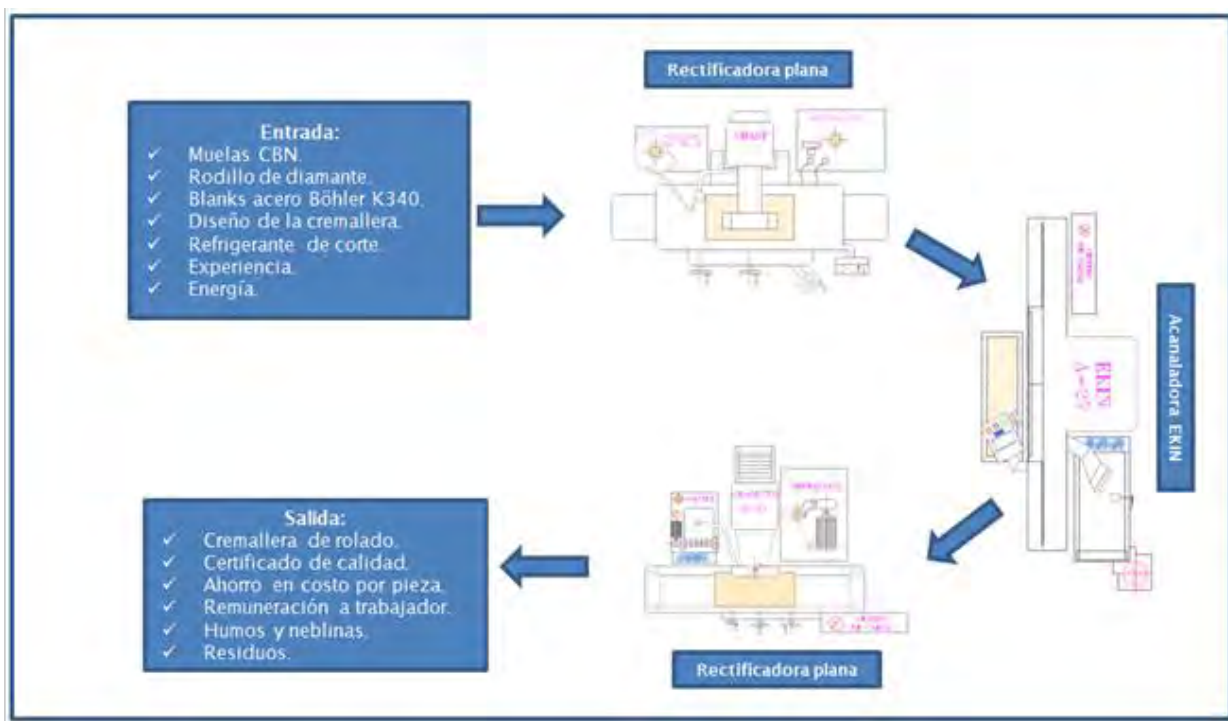 Rectificadora plana
Entrada:
✓ Muelas CBN.
✓ Rodillo de diamante.
✓ Blanks acero Böhler K340.
✓ Diseño de la cremallera.
✓ Refrigerante de corte.
✓ Experiencia.
✓ Energía.
Acanaladora EKIN
EKIN
Salida:
✓ Cremallera de rolado.
✓ Certificado de calidad.
✓ Ahorro en costo por pieza.
✓ Remuneración a trabajador.
✓ Humos y neblinas.
✓ Residuos.
Rectificadora plana